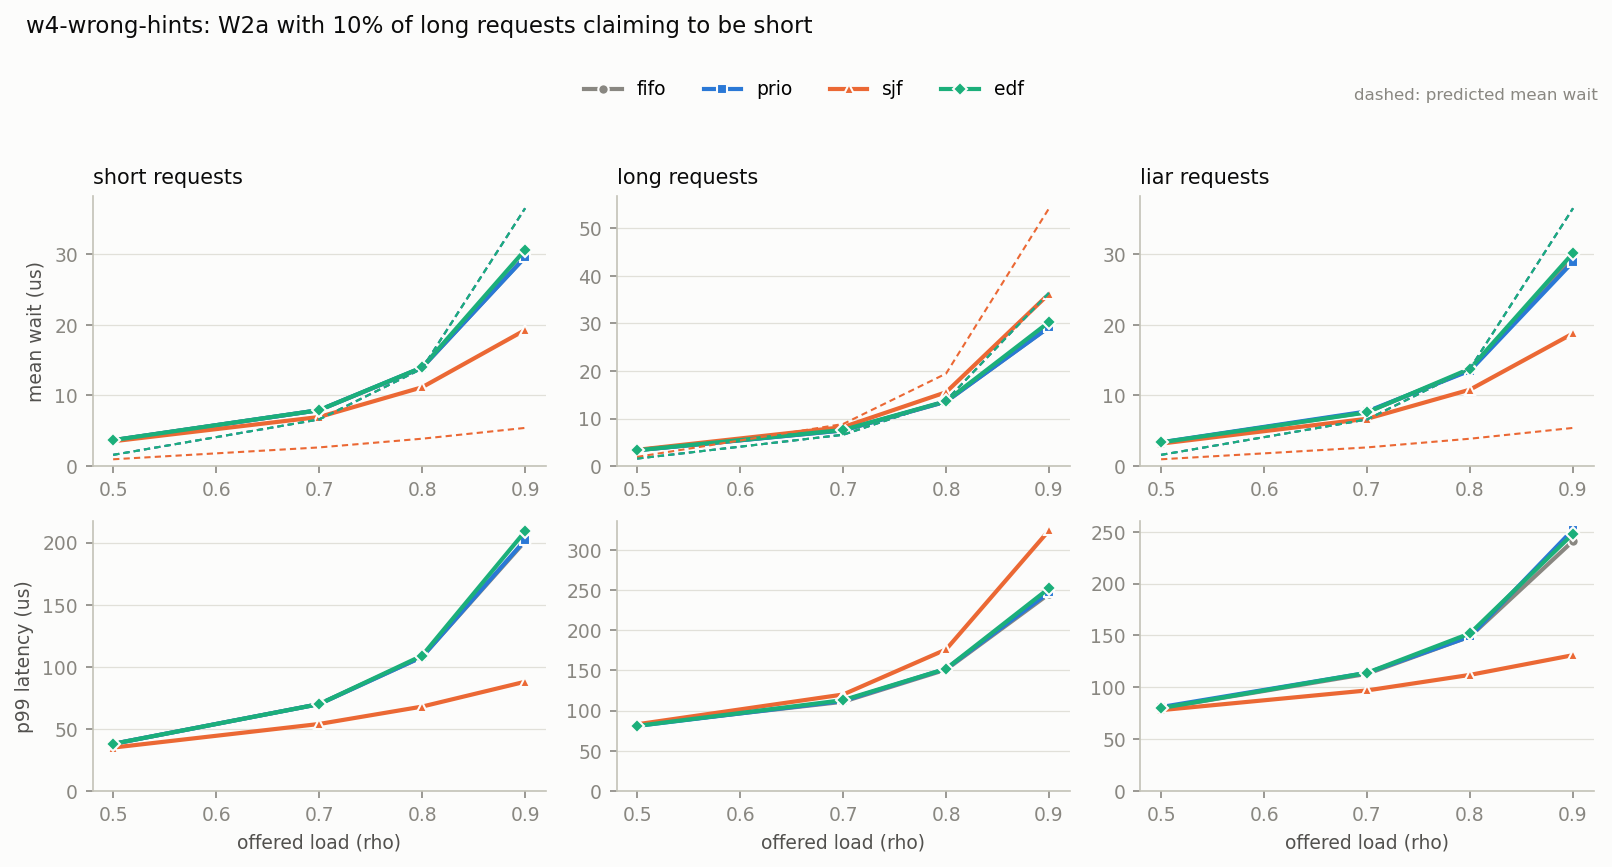 w4-wrong-hints: W2a with 10% of long requests claiming to be short
fifo prio sjf edf
dashed: predicted mean wait
short requests
long requests
liar requests
mean wait (us)
30
20
10
0
0.5 0.6 0.7 0.8 0.9
50
40
30
20
10
0
0.5 0.6 0.7 0.8 0.9
30
20
10
0
0.5 0.6 0.7 0.8 0.9
p99 latency (us)
200
150
100
50
0
0.5 0.6 0.7 0.8 0.9
offered load (rho)
300
250
200
150
100
50
0
0.5 0.6 0.7 0.8 0.9
offered load (rho)
250
200
150
100
50
0
0.5 0.6 0.7 0.8 0.9
offered load (rho)